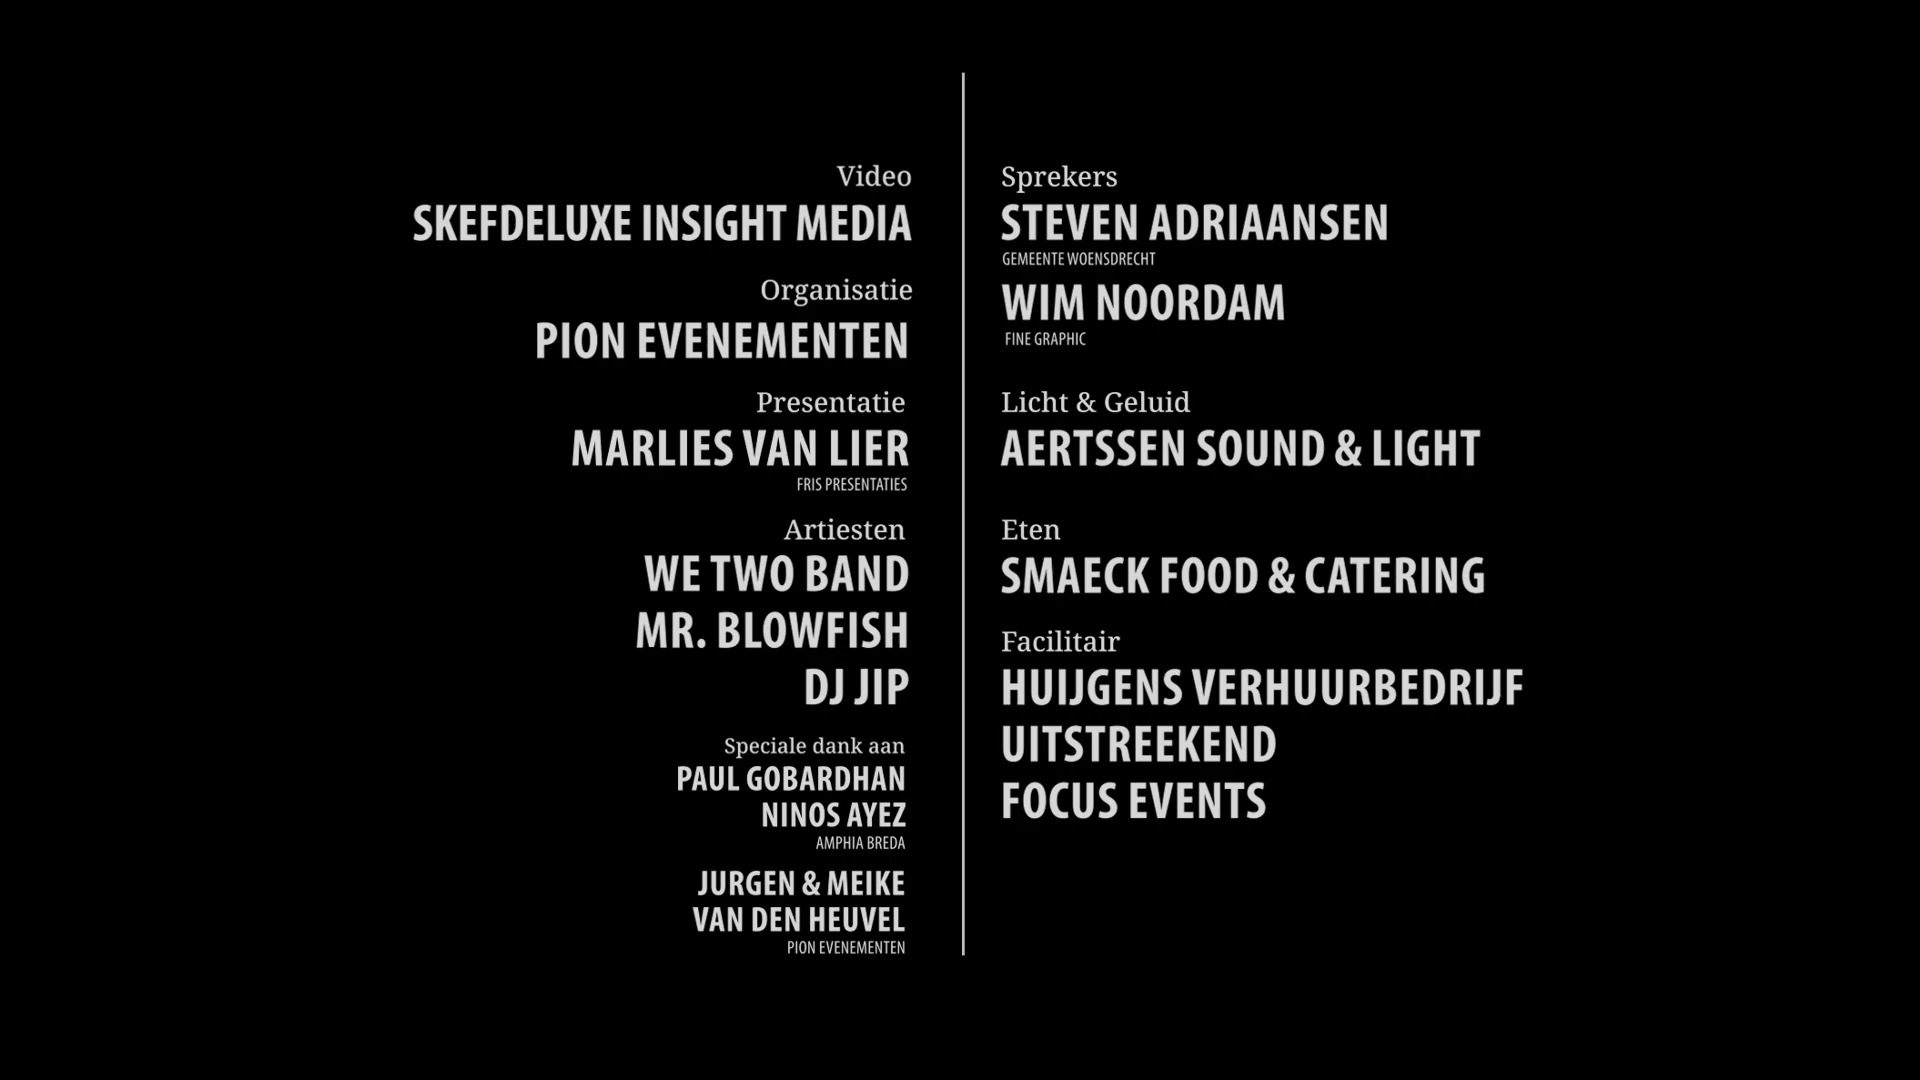 Video
SKEFDELUXE INSIGHT MEDIA
Organisatie
PION EVENEMENTEN
Presentatie
MARLIES VAN LIER
FRIS PRESENTATIES
Artiesten
WE TWO BAND
MR. BLOWFISH
DJ JIP
Speciale dank aan
PAUL GOBARDHAN
NINOS AYEZ
AMPHIA BREDA
JURGEN & MEIKE
VAN DEN HEUVEL
PION EVENEMENTEN
Sprekers
STEVEN ADRIAANSEN
GEMEENTE WOENSDRECHT
WIM NOORDAM
FINE GRAPHIC
Licht & Geluid
AERTSSEN SOUND & LIGHT
Eten
SMAECK FOOD & CATERING
Facilitair
HUIJGENS VERHUURBEDRIJF
UITSTREEKEND
FOCUS EVENTS